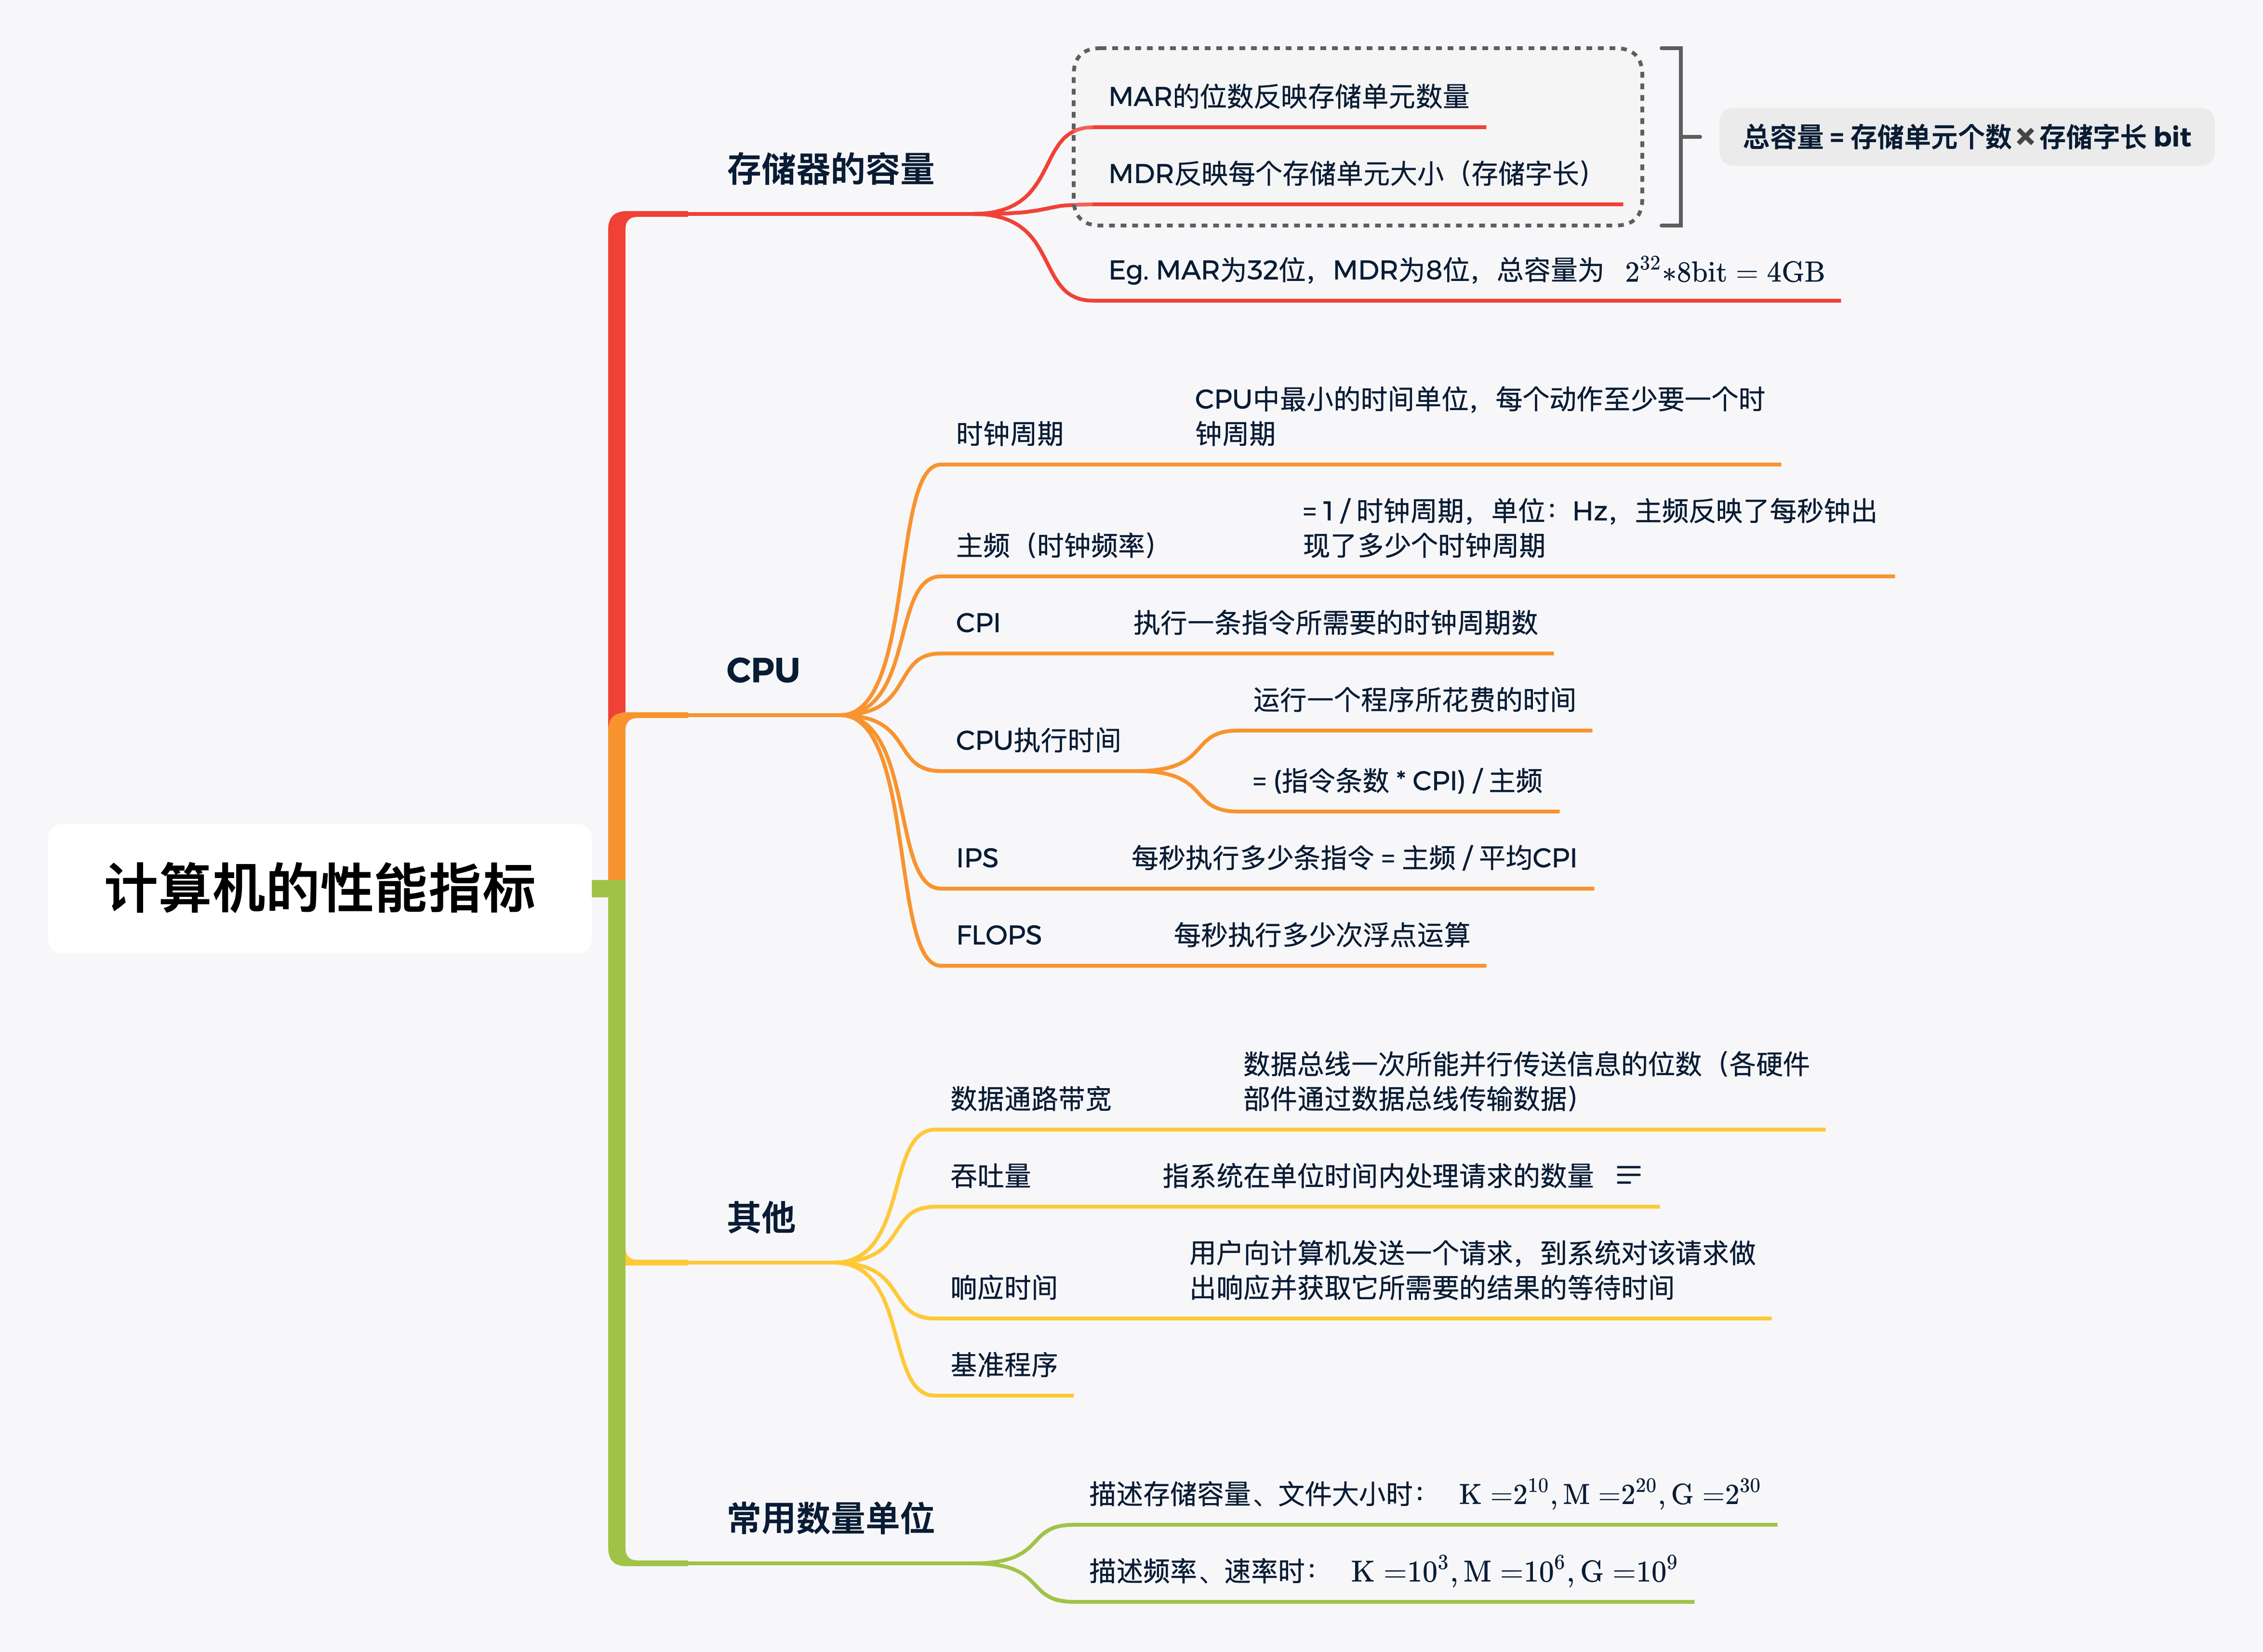 计算机的性能指标
存储器的容量
MAR的位数反映存储单元数量
MDR反映每个存储单元大小（存储字长）
总容量 = 存储单元个数✖存储字长 bit
Eg. MAR为32位，MDR为8位，总容量为 2^32*8bit = 4GB
CPU
时钟周期
CPU中最小的时间单位，每个动作至少要一个时
钟周期
主频（时钟频率）
= 1 / 时钟周期，单位：Hz，主频反映了每秒钟出
现了多少个时钟周期
CPI
执行一条指令所需要的时钟周期数
CPU执行时间
运行一个程序所花费的时间
= (指令条数 * CPI) / 主频
IPS
每秒执行多少条指令 = 主频 / 平均CPI
FLOPS
每秒执行多少次浮点运算
其他
数据通路带宽
数据总线一次所能并行传送信息的位数（各硬件
部件通过数据总线传输数据）
吞吐量
指系统在单位时间内处理请求的数量
响应时间
用户向计算机发送一个请求，到系统对该请求做
出响应并获取它所需要的结果的等待时间
基准程序
常用数量单位
描述存储容量、文件大小时： K =2^10, M =2^20, G =2^30
描述频率、速率时： K =10^3, M =10^6, G =10^9